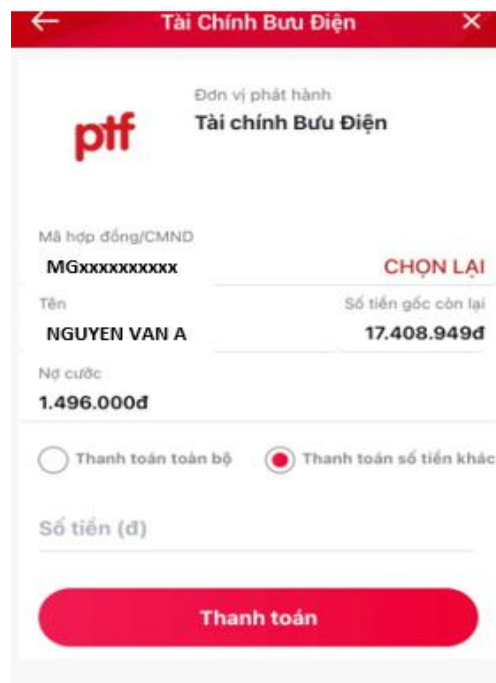 Tài Chính Bưu Điện
Đơn vị phát hành
ptf
Tài chính Bưu Điện
Mã hợp đồng/CMND
MGxxxxxxxxxx
CHỌN LẠI
Tên
Số tiền gốc còn lại
NGUYEN VAN A
17.408.949đ
Nợ cước
1.496.000đ
Thanh toán toàn bộ
Thanh toán số tiền khác
Số tiền (đ)
Thanh toán